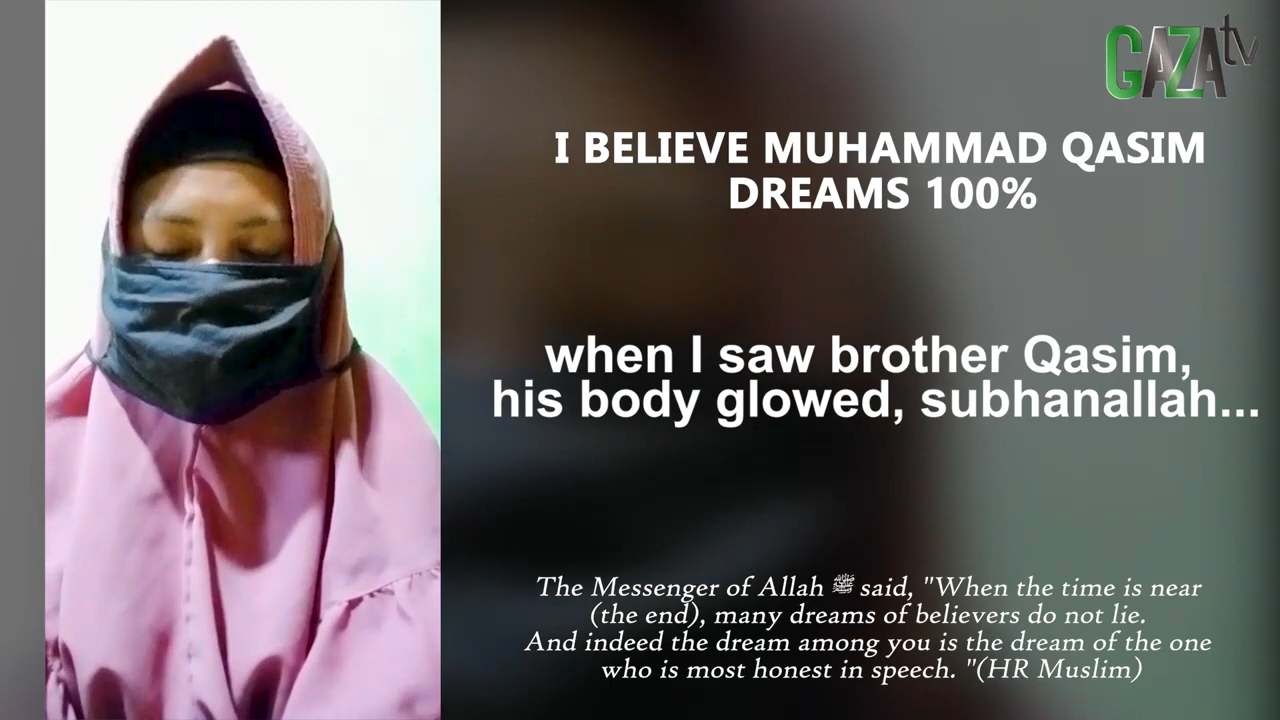 GAZAtv
I BELIEVE MUHAMMAD QASIM
DREAMS 100%
when I saw brother Qasim,
his body glowed, subhanallah...
The Messenger of Allah ﷺ said, "When the time is near
(the end), many dreams of believers do not lie.
And indeed the dream among you is the dream of the one
who is most honest in speech. "(HR Muslim)